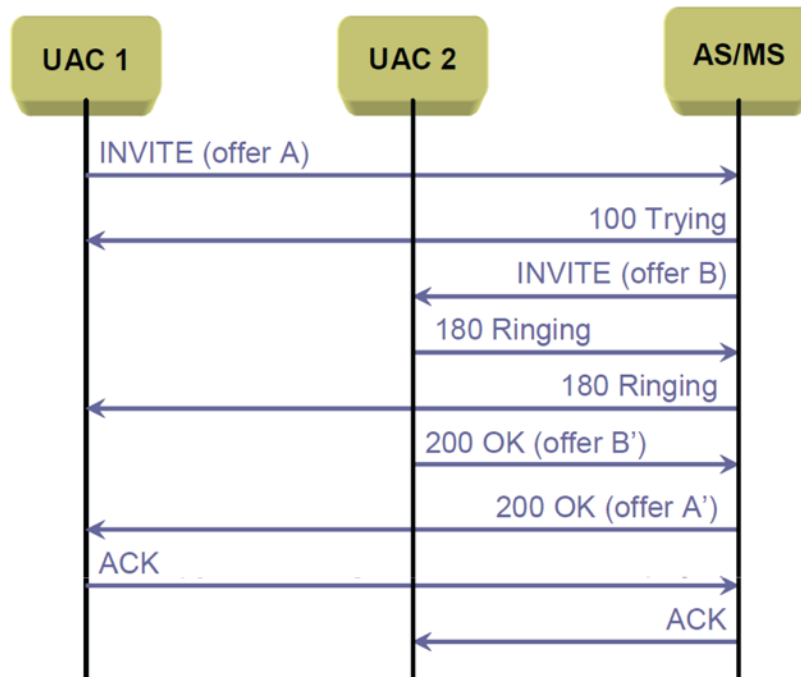 UAC 1
UAC 2
AS/MS
INVITE (offer A)
100 Trying
INVITE (offer B)
180 Ringing
180 Ringing
200 OK (offer B’)
200 OK (offer A’)
ACK
ACK